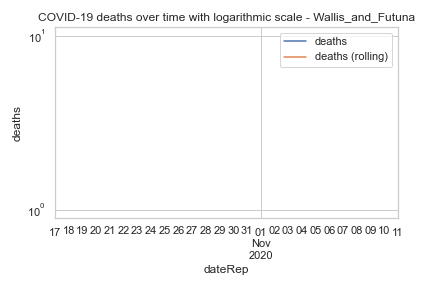 COVID-19 deaths over time with logarithmic scale - Wallis_and_Futuna
deaths
deaths (rolling)
10¹
deaths
10⁰
17 18 19 20 21 22 23 24 25 26 27 28 29 30 31 01 02 03 04 05 06 07 08 09 10 11
Nov
2020
dateRep